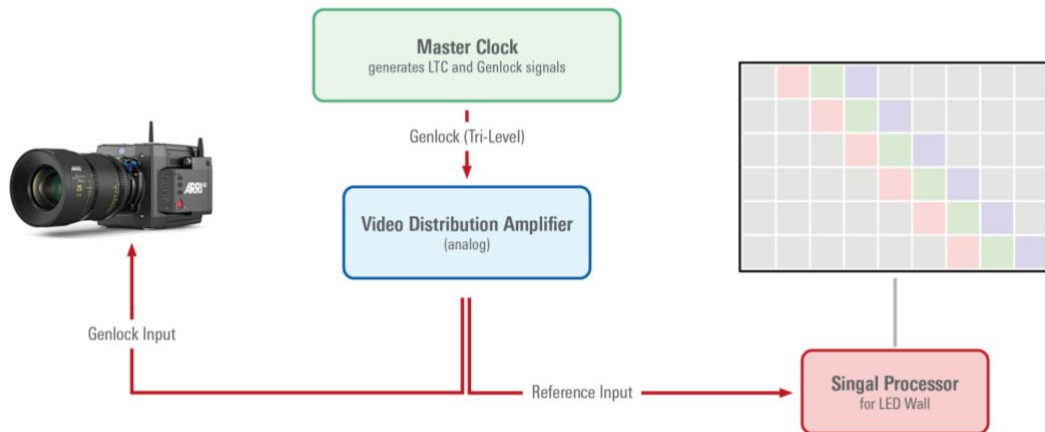 Master Clock
generates LTC and Genlock signals
Genlock (Tri-Level)
ARRI
ARRI
Video Distribution Amplifier
(analog)
Genlock Input
Reference Input
Singal Processor
for LED Wall